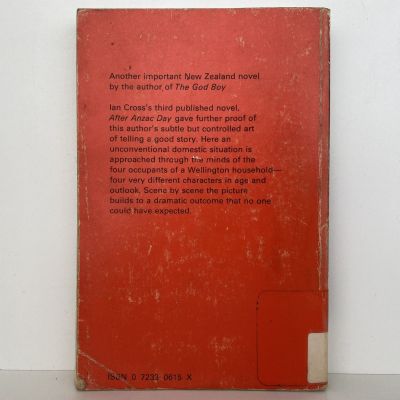 Another important New Zealand novel
by the author of The God Boy
Ian Cross's third published novel.
After Anzac Day gave further proof of
this author's subtle but controlled art
of telling a good story. Here an
unconventional domestic situation is
approached through the minds of the
four occupants of a Wellington household—
four very different characters in age and
outlook. Scene by scene the picture
builds to a dramatic outcome that no one
could have expected.
ISBN 0 7233 0615 X